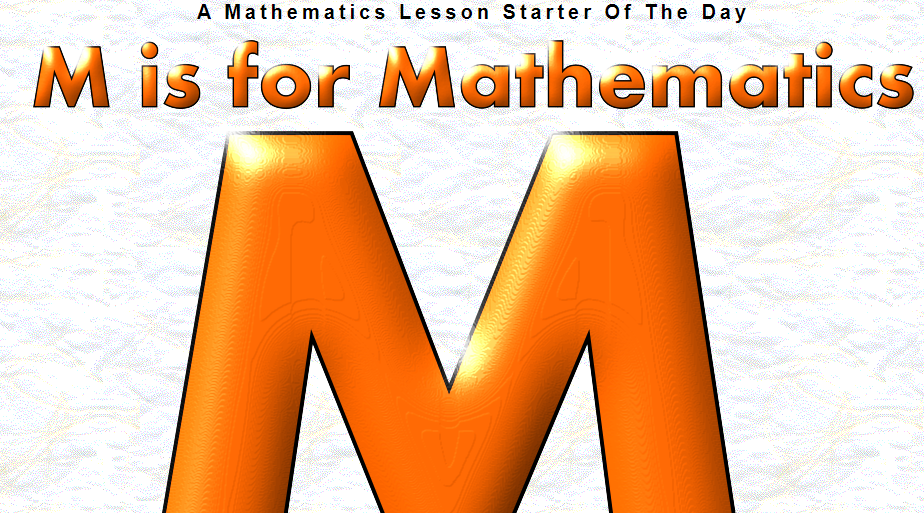 A Mathematics Lesson Starter Of The Day
M is for Mathematics
M